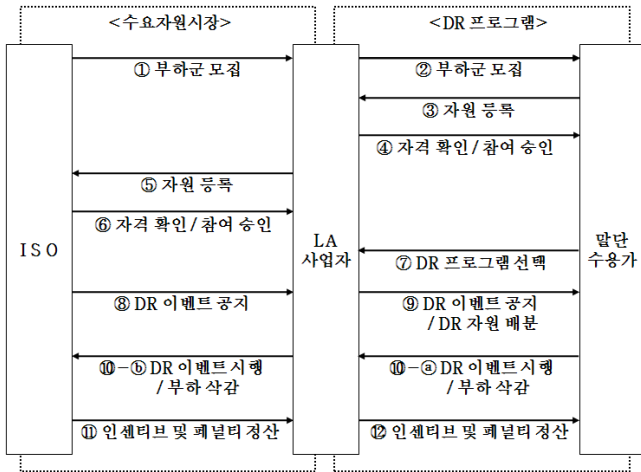 <수요자원시장>
<DR 프로그램>
① 부하군 모집
② 부하군 모집
③ 자원 등록
④ 자격 확인 / 참여 승인
⑤ 자원 등록
⑥ 자격 확인 / 참여 승인
I S O
LA
사업자
말단
수용가
⑦ DR 프로그램 선택
⑧ DR 이벤트 공지
⑨ DR 이벤트 공지
/ DR 자원 배분
⑩-ⓑ DR 이벤트 시행
/ 부하 삭감
⑩-ⓐ DR 이벤트 시행
/ 부하 삭감
⑪ 인센티브 및 페널티 정산
⑫ 인센티브 및 페널티 정산